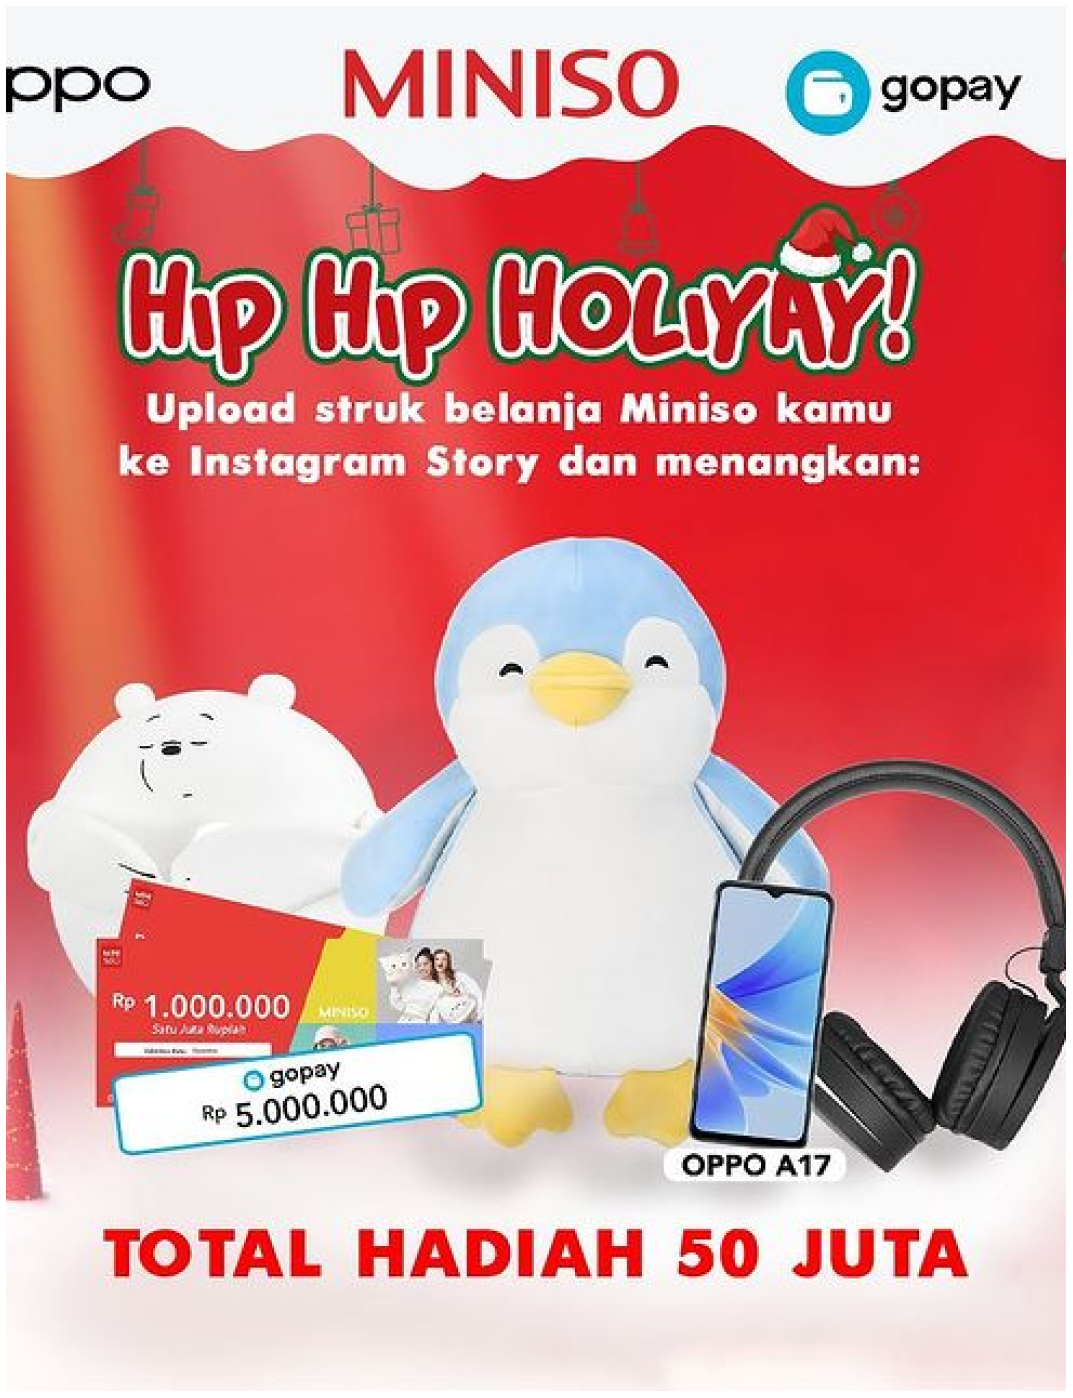 ppo
MINISO
gopay
Hip Hip HOLiYAY!
Upload struk belanja Miniso kamu
ke Instagram Story dan menangkan:
Rp 1.000.000
Satu Juta Rupiah
MINISO
gopay
Rp 5.000.000
OPPO A17
TOTAL HADIAH 50 JUTA